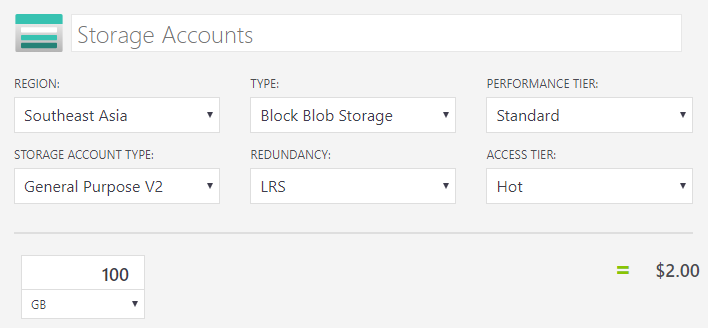 Storage Accounts
REGION: TYPE: PERFORMANCE TIER:
Southeast Asia Block Blob Storage Standard
STORAGE ACCOUNT TYPE: REDUNDANCY: ACCESS TIER:
General Purpose V2 LRS Hot
100 = $2.00
GB